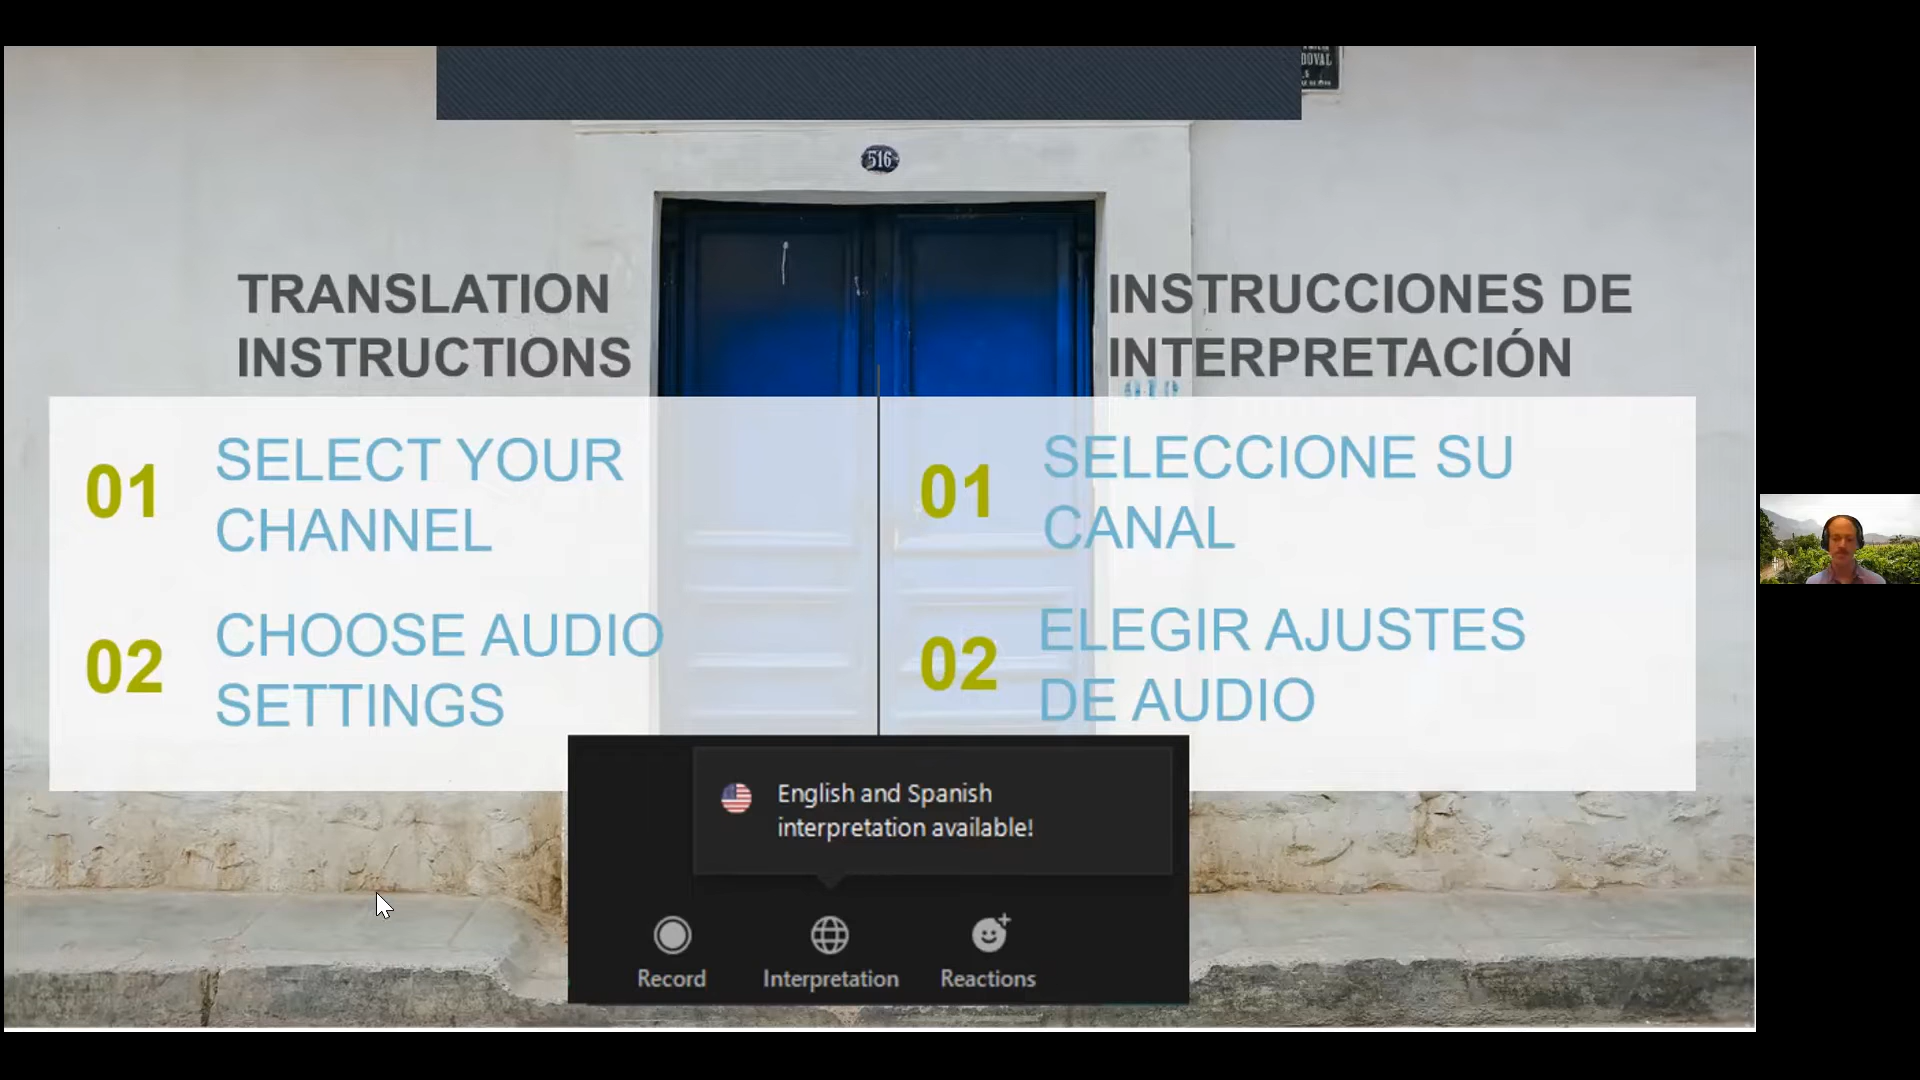 DOVAL
516
TRANSLATION
INSTRUCTIONS
01
SELECT YOUR
CHANNEL
02
CHOOSE AUDIO
SETTINGS
INSTRUCCIONES DE
INTERPRETACIÓN
01
SELECCIONE SU
CANAL
02
ELEGIR AJUSTES
DE AUDIO
English and Spanish
interpretation available!
Record
Interpretation
Reactions